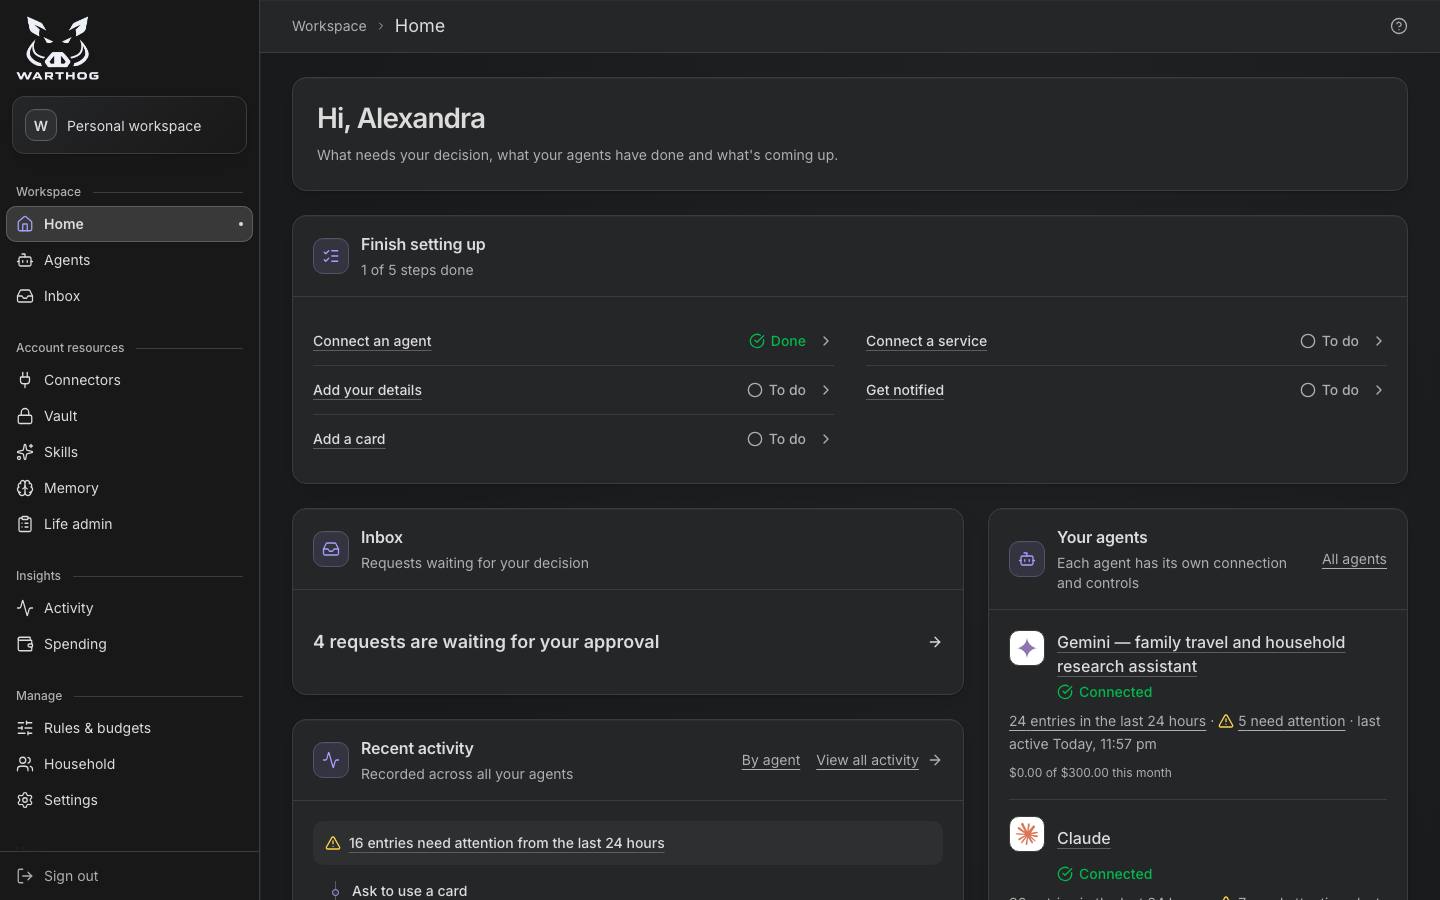 WARTHOG
W
Personal workspace
Workspace
Home
Agents
Inbox
Account resources
Connectors
Vault
Skills
Memory
Life admin
Insights
Activity
Spending
Manage
Rules & budgets
Household
Settings
Sign out
Workspace
Home
Hi, Alexandra
What needs your decision, what your agents have done and what's coming up.
Finish setting up
1 of 5 steps done
Connect an agent
Done
Connect a service
To do
Add your details
To do
Get notified
To do
Add a card
To do
Inbox
Requests waiting for your decision
4 requests are waiting for your approval
Recent activity
Recorded across all your agents
By agent
View all activity
16 entries need attention from the last 24 hours
Ask to use a card
Your agents
Each agent has its own connection
and controls
All agents
Gemini — family travel and household
research assistant
Connected
24 entries in the last 24 hours · 5 need attention · last
active Today, 11:57 pm
$0.00 of $300.00 this month
Claude
Connected